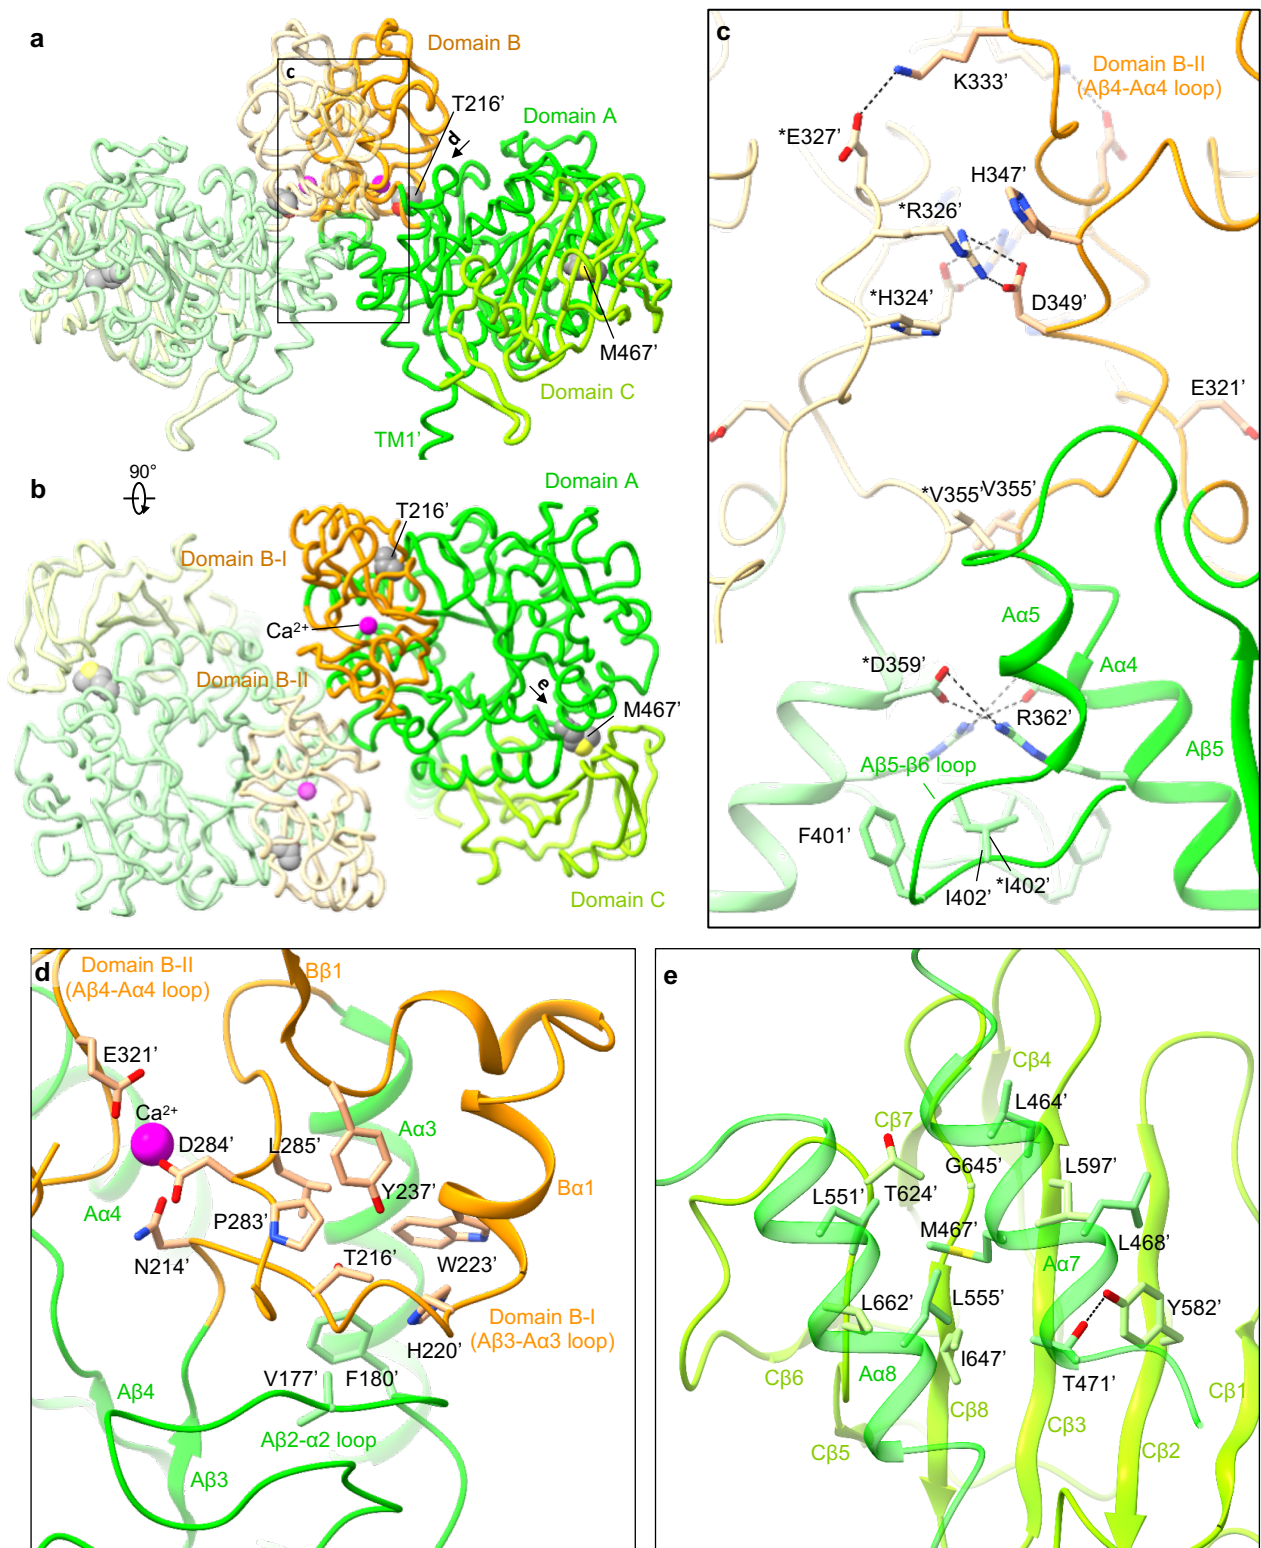 a
Domain B
c
T216’
d
Domain A
M467’
Domain C
TM1’
b
90°
Domain A
T216’
Domain B-I
Ca²⁺
Domain B-II
e
M467’
Domain C
c
Domain B-II
(Aβ4-Aα4 loop)
K333’
*E327’
H347’
*R326’
*H324’
D349’
E321’
*V355’
V355’
Aα5
*D359’
Aα4
R362’
Aβ5
Aβ5-β6 loop
F401’
*I402’
I402’
d
Domain B-II
(Aβ4-Aα4 loop)
Bβ1
E321’
Ca²⁺
D284’
L285’
Aα3
Y237’
Bα1
Aα4
P283’
N214’
T216’
W223’
Domain B-I
(Aβ3-Aα3 loop)
H220’
V177’
F180’
Aβ4
Aβ2-α2 loop
Aβ3
e
Cβ4
L464’
Cβ7
G645’
L597’
T624’
L551’
M467’
L468’
Aα7
L662’
L555’
Y582’
I647’
Cβ6
Aα8
T471’
Cβ1
Cβ8
Cβ3
Cβ5
Cβ2